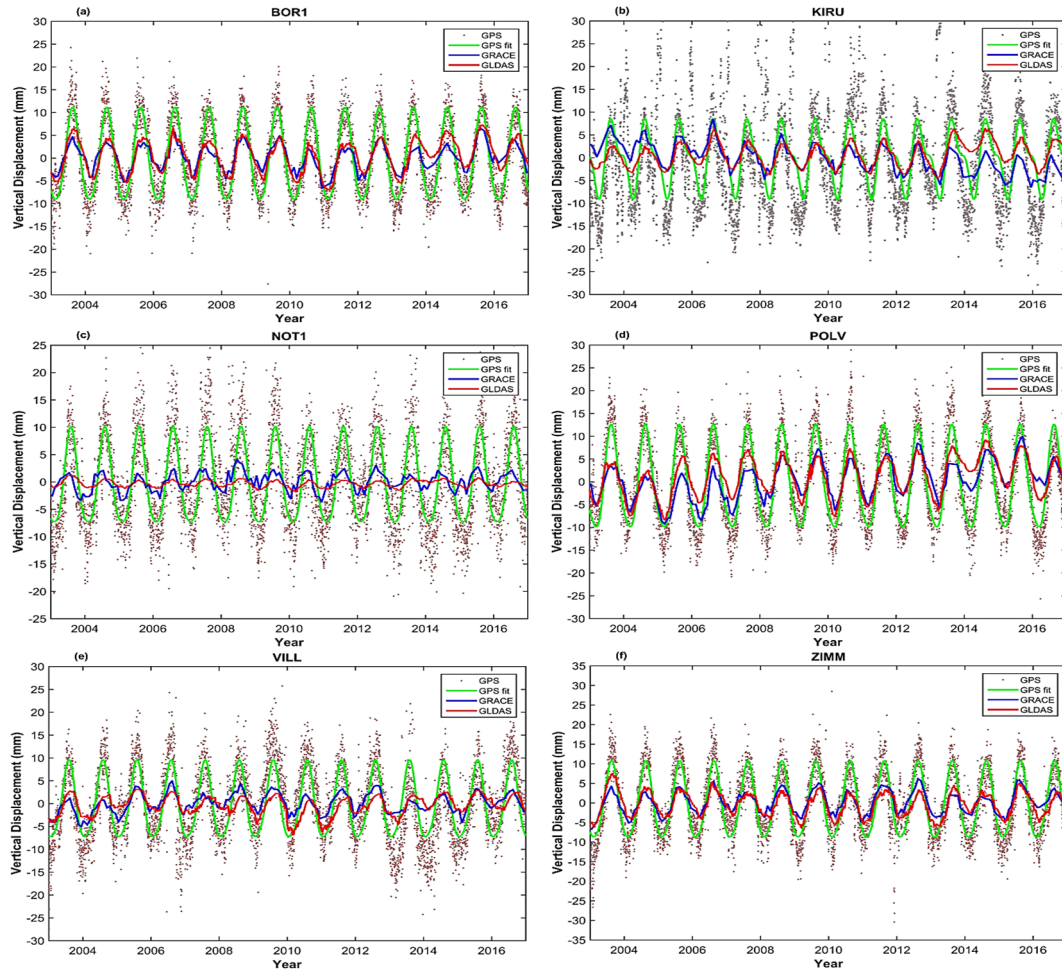 (a) BOR1
Vertical Displacement (mm)
30
25
20
15
10
5
0
-5
-10
-15
-20
-25
-30
GPS
GPS fit
GRACE
GLDAS
2004 2006 2008 2010 2012 2014 2016
Year
(b) KIRU
Vertical Displacement (mm)
30
25
20
15
10
5
0
-5
-10
-15
-20
-25
-30
GPS
GPS fit
GRACE
GLDAS
2004 2006 2008 2010 2012 2014 2016
Year
(c) NOT1
Vertical Displacement (mm)
25
20
15
10
5
0
-5
-10
-15
-20
-25
GPS
GPS fit
GRACE
GLDAS
2004 2006 2008 2010 2012 2014 2016
Year
(d) POLV
Vertical Displacement (mm)
30
25
20
15
10
5
0
-5
-10
-15
-20
-25
-30
GPS
GPS fit
GRACE
GLDAS
2004 2006 2008 2010 2012 2014 2016
Year
(e) VILL
Vertical Displacement (mm)
30
25
20
15
10
5
0
-5
-10
-15
-20
-25
-30
GPS
GPS fit
GRACE
GLDAS
2004 2006 2008 2010 2012 2014 2016
Year
(f) ZIMM
Vertical Displacement (mm)
35
30
25
20
15
10
5
0
-5
-10
-15
-20
-25
-30
-35
GPS
GPS fit
GRACE
GLDAS
2004 2006 2008 2010 2012 2014 2016
Year